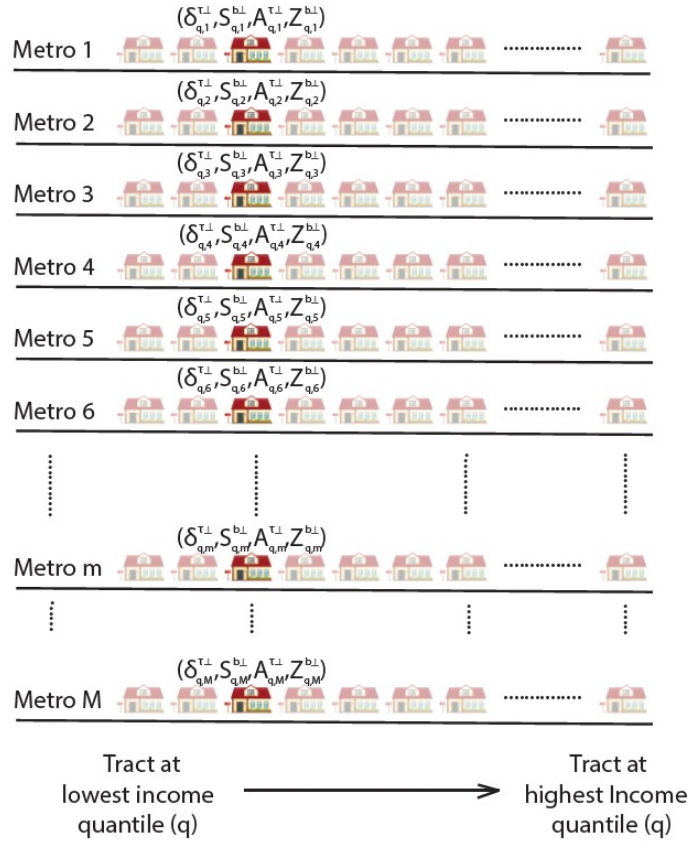 (δ^{τ⊥}_{q,1},S^{b⊥}_{q,1},A^{τ⊥}_{q,1},Z^{b⊥}_{q,1})
Metro 1
(δ^{τ⊥}_{q,2},S^{b⊥}_{q,2},A^{τ⊥}_{q,2},Z^{b⊥}_{q,2})
Metro 2
(δ^{τ⊥}_{q,3},S^{b⊥}_{q,3},A^{τ⊥}_{q,3},Z^{b⊥}_{q,3})
Metro 3
(δ^{τ⊥}_{q,4},S^{b⊥}_{q,4},A^{τ⊥}_{q,4},Z^{b⊥}_{q,4})
Metro 4
(δ^{τ⊥}_{q,5},S^{b⊥}_{q,5},A^{τ⊥}_{q,5},Z^{b⊥}_{q,5})
Metro 5
(δ^{τ⊥}_{q,6},S^{b⊥}_{q,6},A^{τ⊥}_{q,6},Z^{b⊥}_{q,6})
Metro 6
(δ^{τ⊥}_{q,m},S^{b⊥}_{q,m},A^{τ⊥}_{q,m},Z^{b⊥}_{q,m})
Metro m
(δ^{τ⊥}_{q,M},S^{b⊥}_{q,M},A^{τ⊥}_{q,M},Z^{b⊥}_{q,M})
Metro M
Tract at
lowest income
quantile (q)
Tract at
highest Income
quantile (q)